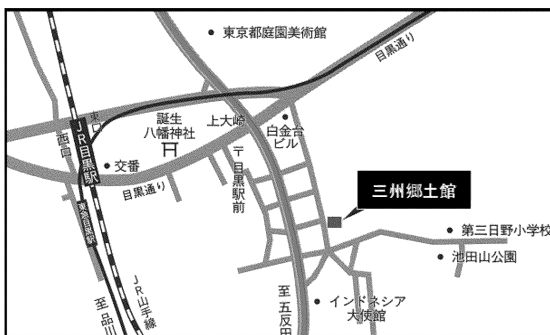 東京都庭園美術館
目黒通り
東口
誕生
八幡神社
上大崎
白金台
ビル
西口
JR目黒駅
交番
目黒通り
〒目黒駅前
三州郷土館
東急目黒駅
第三日野小学校
池田山公園
至品川
JR山手線
至五反田
インドネシア
大使館